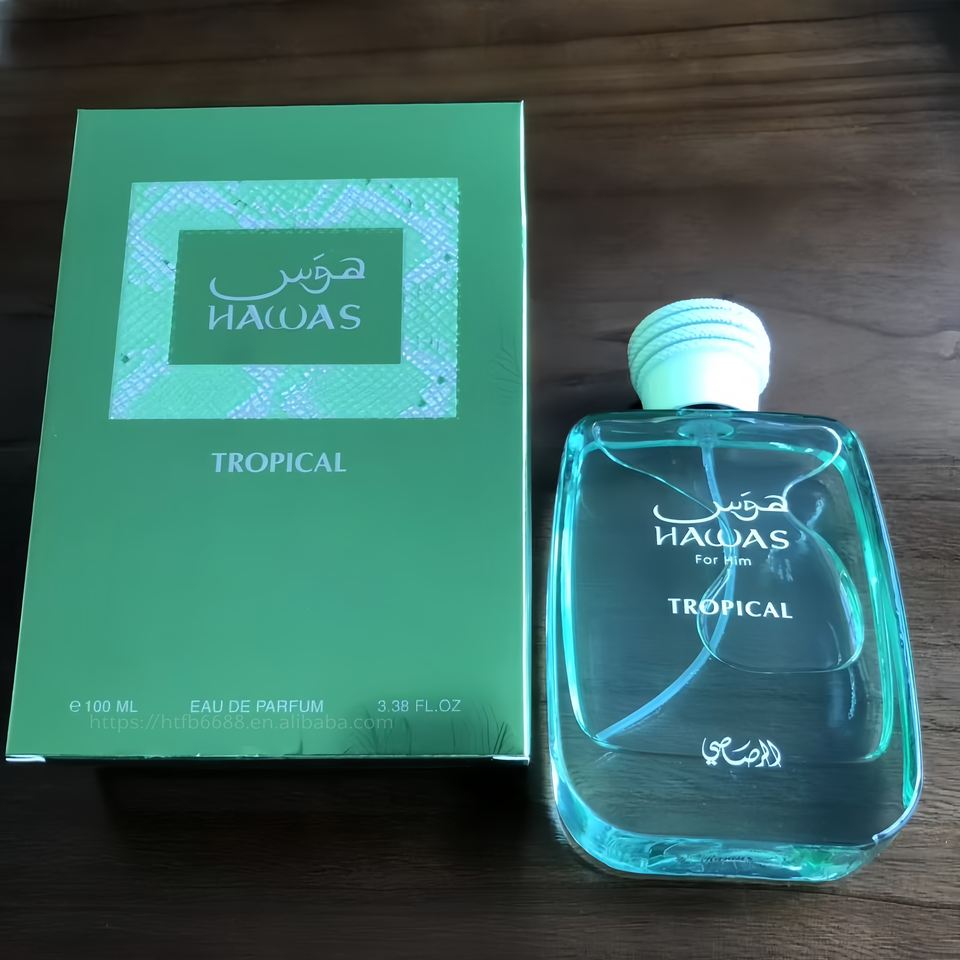 هوَس
HAWAS
TROPICAL
℮ 100 ML EAU DE PARFUM 3.38 FL.OZ
https://htfb6688.en.alibaba.com
هوَس
HAWAS
For Him
TROPICAL
الرصاصي